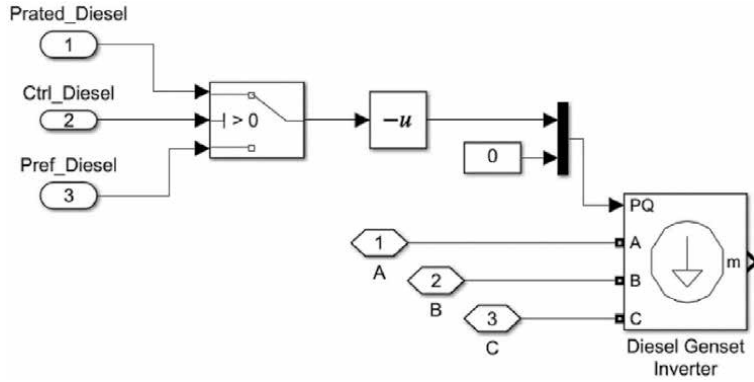 Prated_Diesel
1
Ctrl_Diesel
2
> 0
−u
0
Pref_Diesel
3
PQ
1
A
A
m
2
B
B
3
C
C
Diesel Genset
Inverter